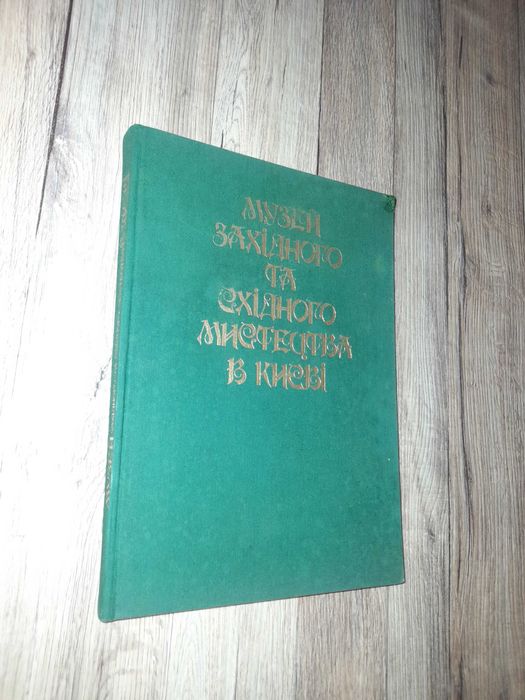 МУЗЕЙ
ЗАХІДНОГО
ТА
СХІДНОГО
МИСТЕЦТВА
В КИЄВІ